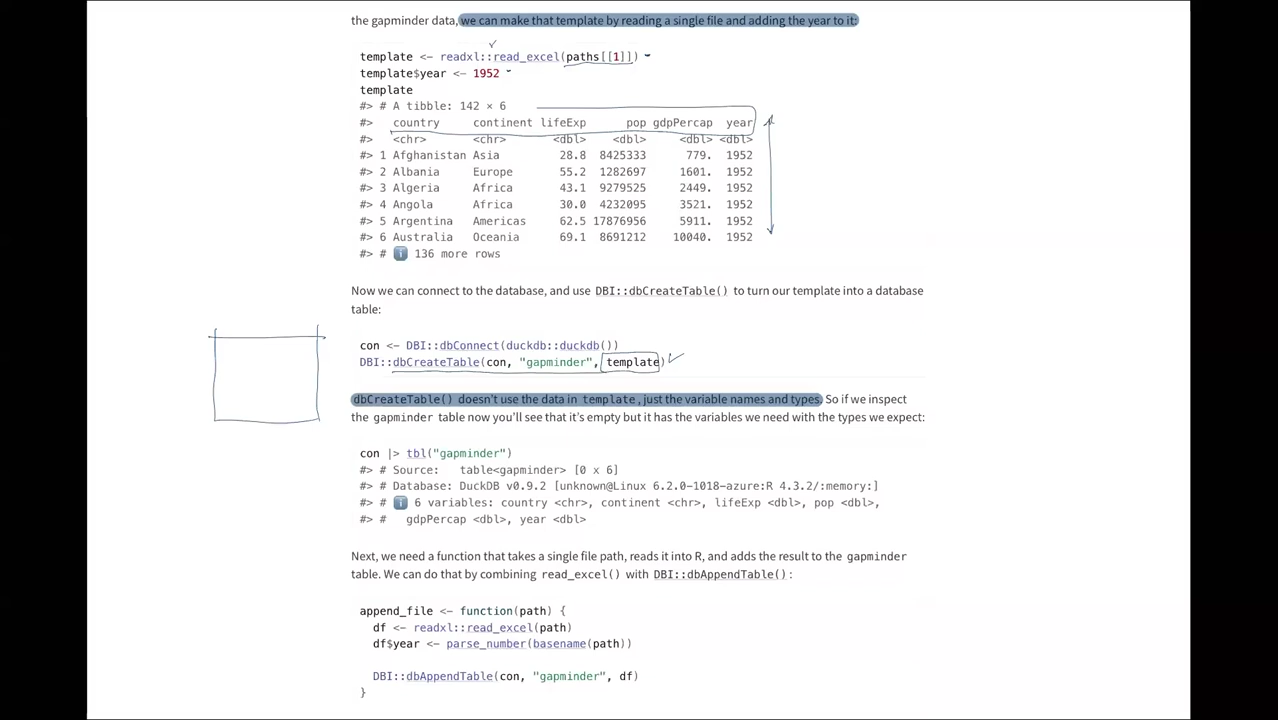 the gapminder data, we can make that template by reading a single file and adding the year to it:
template <- readxl::read_excel(paths[[1]])
template$year <- 1952
template
#> # A tibble: 142 × 6
#>   country     continent lifeExp      pop gdpPercap  year
#>   <chr>       <chr>       <dbl>    <dbl>     <dbl> <dbl>
#> 1 Afghanistan Asia         28.8  8425333      779.  1952
#> 2 Albania     Europe       55.2  1282697     1601.  1952
#> 3 Algeria     Africa       43.1  9279525     2449.  1952
#> 4 Angola      Africa       30.0  4232095     3521.  1952
#> 5 Argentina   Americas     62.5 17876956     5911.  1952
#> 6 Australia   Oceania      69.1  8691212    10040.  1952
#> # ℹ️ 136 more rows
Now we can connect to the database, and use DBI::dbCreateTable() to turn our template into a database
table:
con <- DBI::dbConnect(duckdb::duckdb())
DBI::dbCreateTable(con, "gapminder", template)
dbCreateTable() doesn't use the data in template, just the variable names and types. So if we inspect
the gapminder table now you'll see that it's empty but it has the variables we need with the types we expect:
con |> tbl("gapminder")
#> # Source:   table<gapminder> [0 x 6]
#> # Database: DuckDB v0.9.2 [unknown@Linux 6.2.0-1018-azure:R 4.3.2/:memory:]
#> # ℹ️ 6 variables: country <chr>, continent <chr>, lifeExp <dbl>, pop <dbl>,
#> #   gdpPercap <dbl>, year <dbl>
Next, we need a function that takes a single file path, reads it into R, and adds the result to the gapminder
table. We can do that by combining read_excel() with DBI::dbAppendTable():
append_file <- function(path) {
  df <- readxl::read_excel(path)
  df$year <- parse_number(basename(path))
  DBI::dbAppendTable(con, "gapminder", df)
}